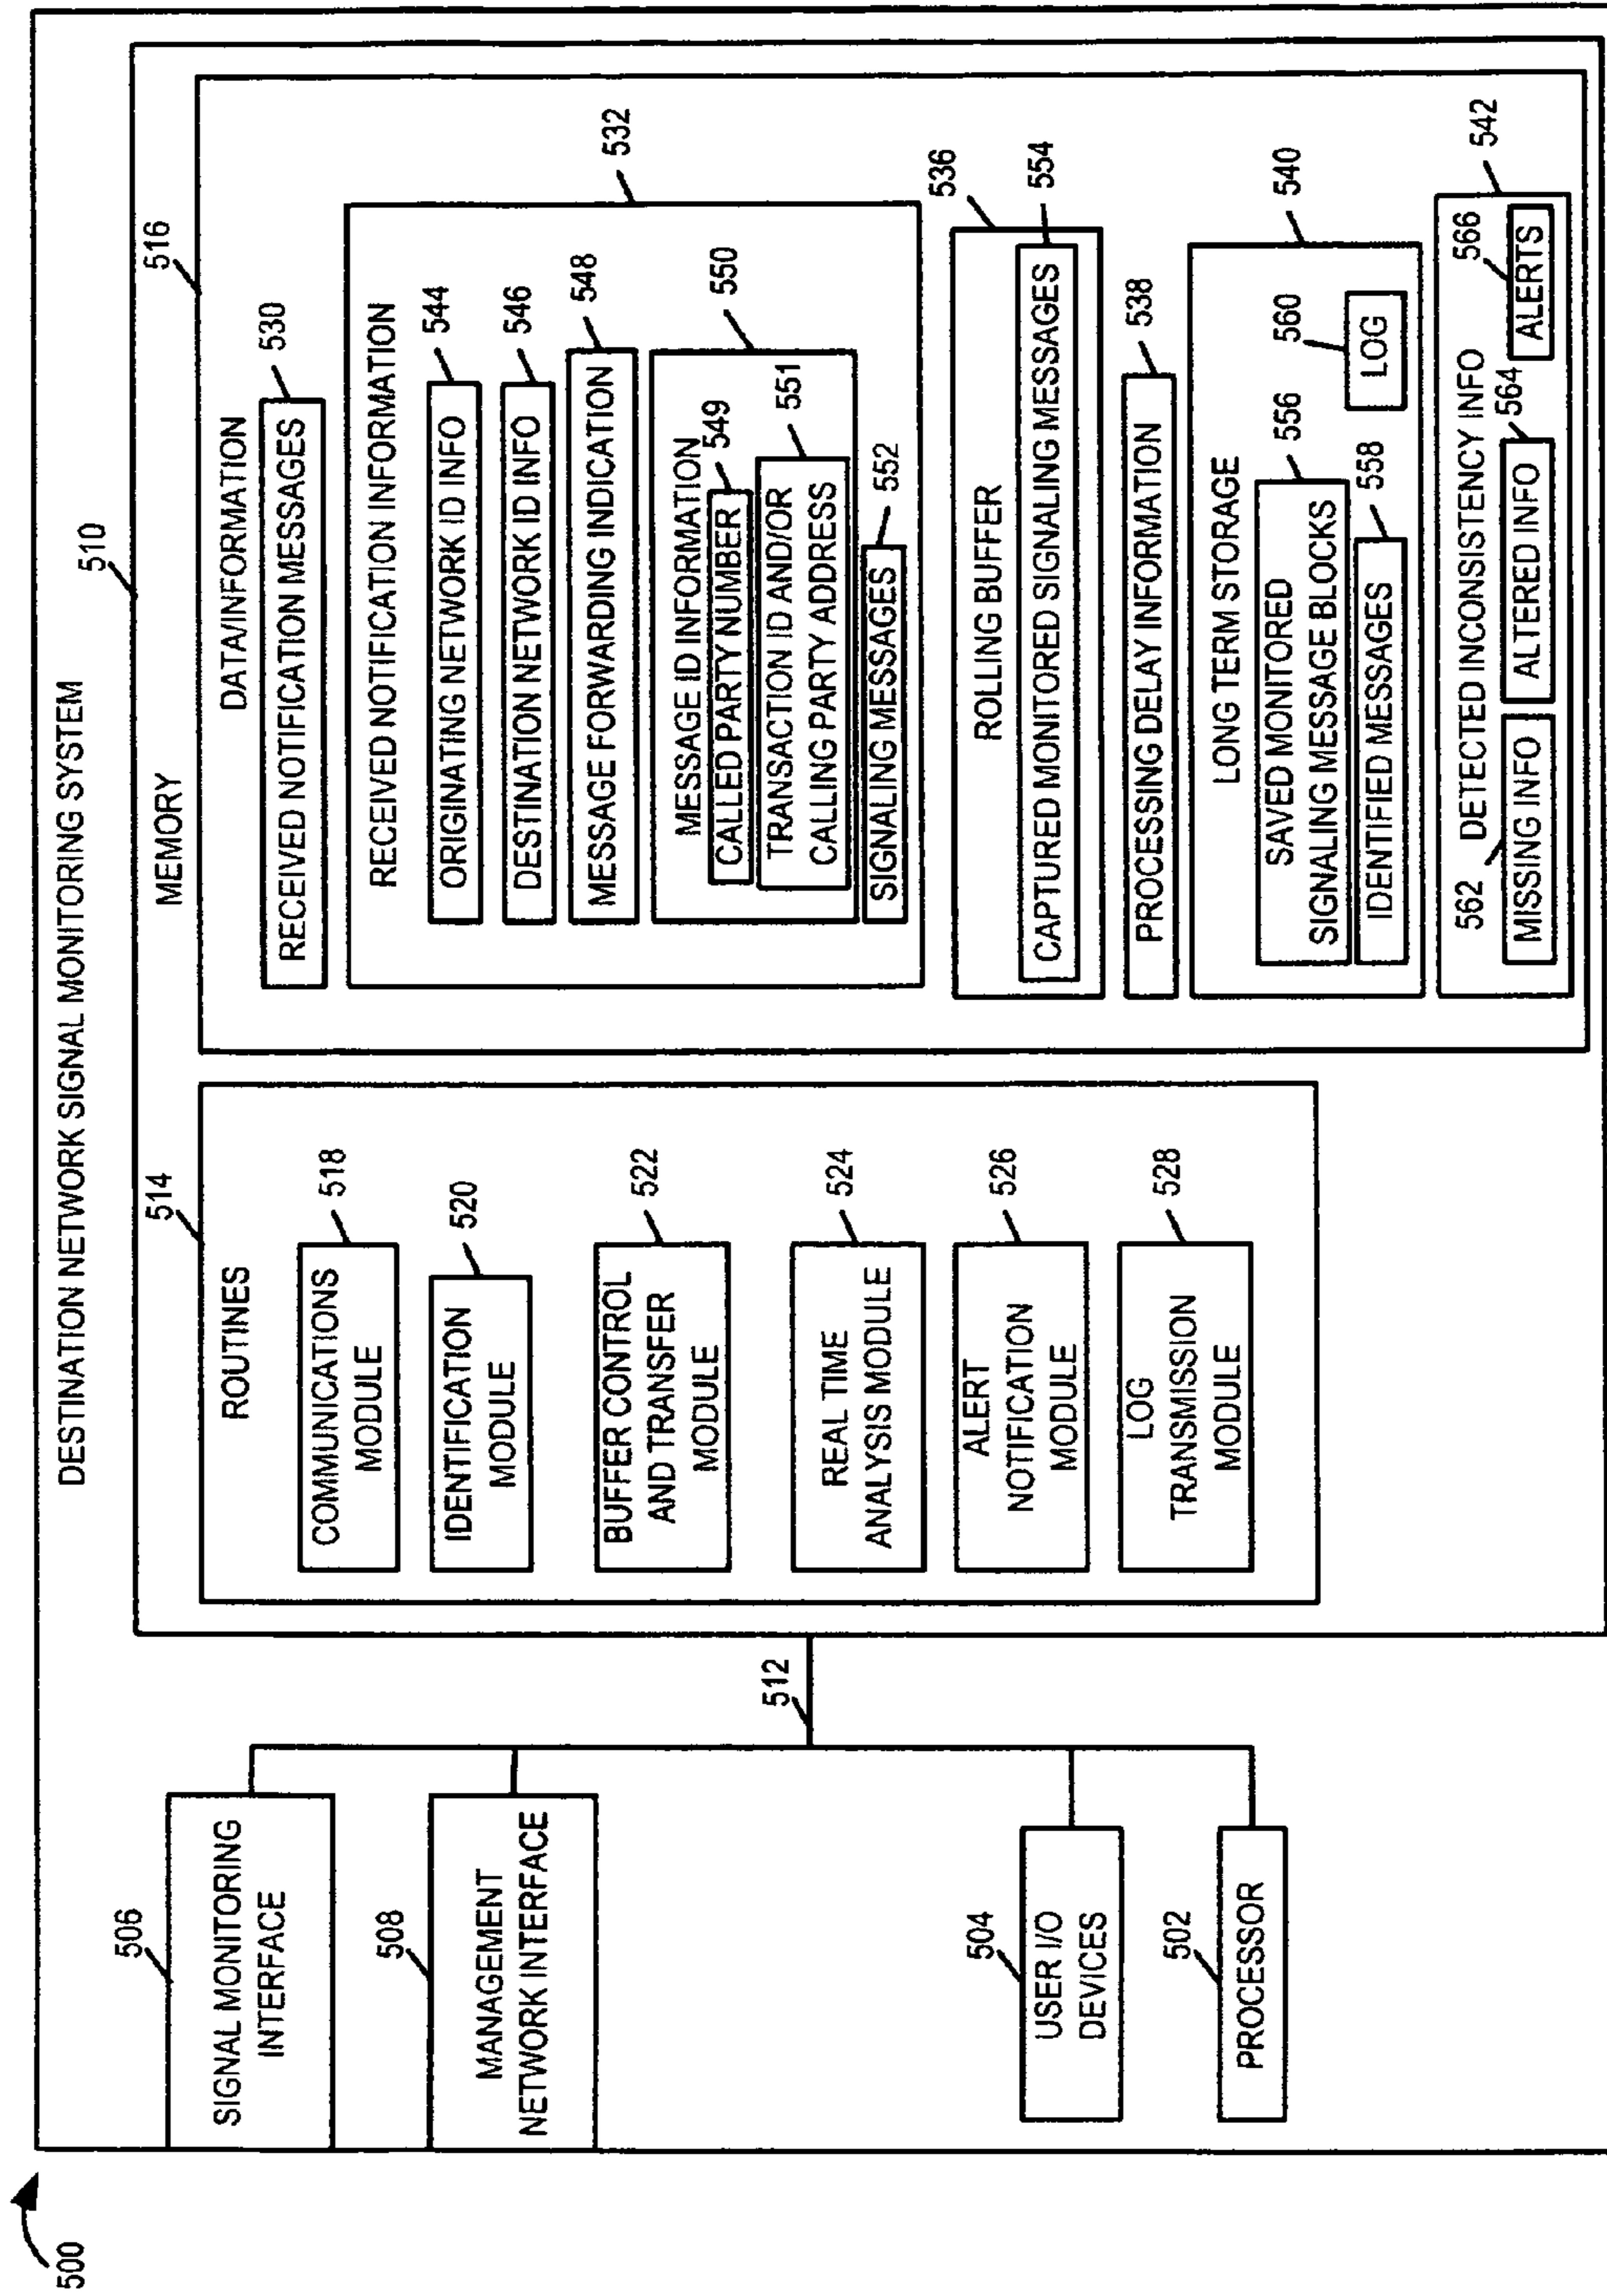 500
DESTINATION NETWORK SIGNAL MONITORING SYSTEM
506
SIGNAL MONITORING
INTERFACE
508
MANAGEMENT
NETWORK INTERFACE
504
USER I/O
DEVICES
502
PROCESSOR
512
510
MEMORY
514
ROUTINES
518
COMMUNICATIONS
MODULE
520
IDENTIFICATION
MODULE
522
BUFFER CONTROL
AND TRANSFER
MODULE
524
REAL TIME
ANALYSIS MODULE
526
ALERT
NOTIFICATION
MODULE
528
LOG
TRANSMISSION
MODULE
516
DATA/INFORMATION
530
RECEIVED NOTIFICATION MESSAGES
532
RECEIVED NOTIFICATION INFORMATION
544
ORIGINATING NETWORK ID INFO
546
DESTINATION NETWORK ID INFO
548
MESSAGE FORWARDING INDICATION
550
MESSAGE ID INFORMATION
549
CALLED PARTY NUMBER
551
TRANSACTION ID AND/OR
CALLING PARTY ADDRESS
552
SIGNALING MESSAGES
536
ROLLING BUFFER
554
CAPTURED MONITORED SIGNALING MESSAGES
538
PROCESSING DELAY INFORMATION
540
LONG TERM STORAGE
556
SAVED MONITORED
SIGNALING MESSAGE BLOCKS
558
IDENTIFIED MESSAGES
560
LOG
542
DETECTED INCONSISTENCY INFO
562
MISSING INFO
564
ALTERED INFO
566
ALERTS